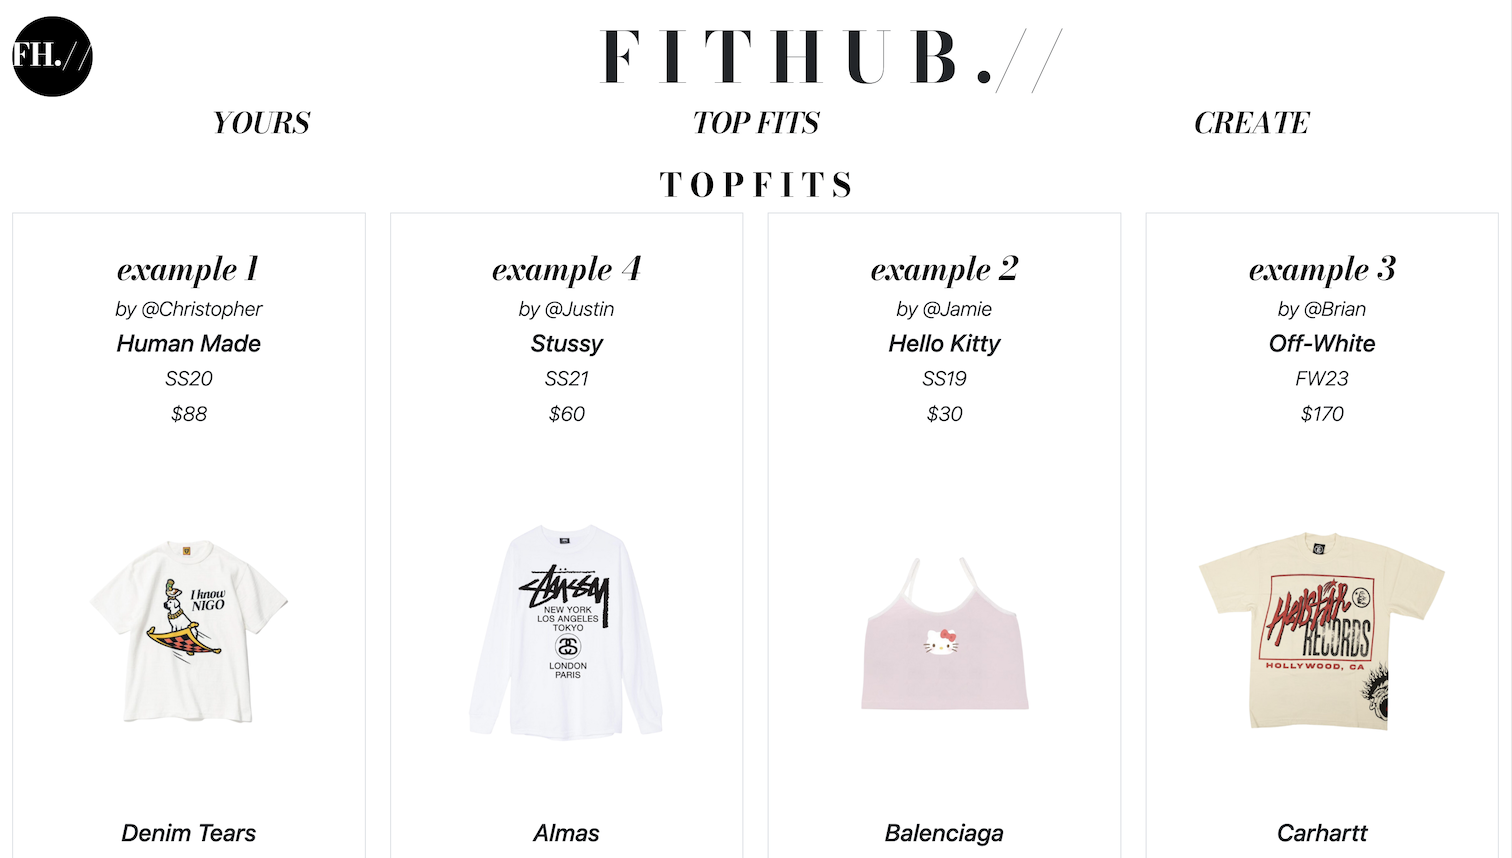 FH.//
FITHUB.//
YOURS
TOP FITS
CREATE
TOPFITS
example 1
by @Christopher
Human Made
SS20
$88
I know
NIGO
Denim Tears
example 4
by @Justin
Stussy
SS21
$60
STÜSSY
NEW YORK
LOS ANGELES
TOKYO
LONDON
PARIS
Almas
example 2
by @Jamie
Hello Kitty
SS19
$30
Balenciaga
example 3
by @Brian
Off-White
FW23
$170
Hellstar
RECORDS
HOLLYWOOD, CA
Carhartt